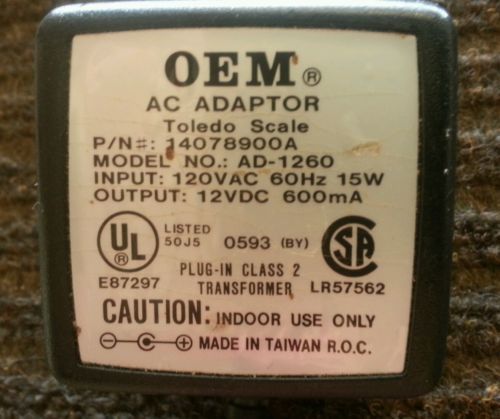 OEM®
AC ADAPTOR
Toledo Scale
P/N#: 14078900A
MODEL NO.: AD-1260
INPUT: 120VAC 60Hz 15W
OUTPUT: 12VDC 600mA
UL® LISTED 50J5 0593 (BY) SA
E87297 PLUG-IN CLASS 2 TRANSFORMER LR57562
CAUTION: INDOOR USE ONLY
MADE IN TAIWAN R.O.C.